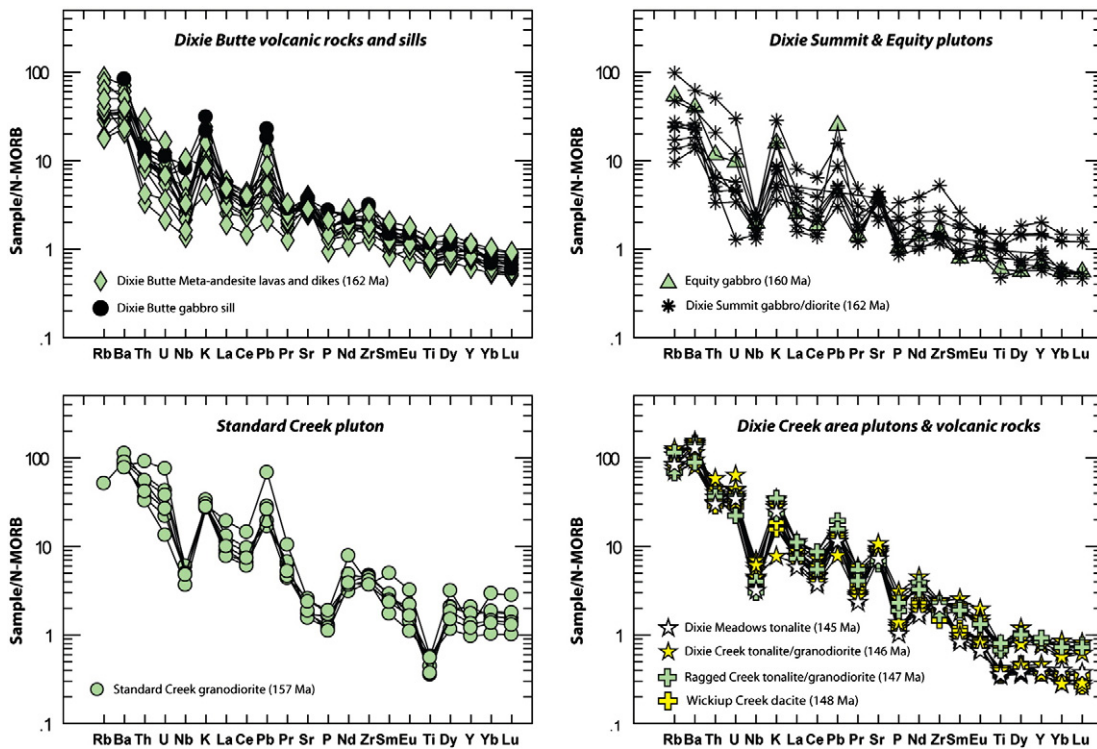 Dixie Butte volcanic rocks and sills
100
10
1
.1
Sample/N-MORB
Dixie Butte Meta-andesite lavas and dikes (162 Ma)
Dixie Butte gabbro sill
Rb Ba Th U Nb K La Ce Pb Pr Sr P Nd Zr Sm Eu Ti Dy Y Yb Lu
Dixie Summit & Equity plutons
100
10
1
.1
Sample/N-MORB
Equity gabbro (160 Ma)
Dixie Summit gabbro/diorite (162 Ma)
Rb Ba Th U Nb K La Ce Pb Pr Sr P Nd Zr Sm Eu Ti Dy Y Yb Lu
Standard Creek pluton
100
10
1
.1
Sample/N-MORB
Standard Creek granodiorite (157 Ma)
Rb Ba Th U Nb K La Ce Pb Pr Sr P Nd Zr Sm Eu Ti Dy Y Yb Lu
Dixie Creek area plutons & volcanic rocks
100
10
1
.1
Sample/N-MORB
Dixie Meadows tonalite (145 Ma)
Dixie Creek tonalite/granodiorite (146 Ma)
Ragged Creek tonalite/granodiorite (147 Ma)
Wickiup Creek dacite (148 Ma)
Rb Ba Th U Nb K La Ce Pb Pr Sr P Nd Zr Sm Eu Ti Dy Y Yb Lu